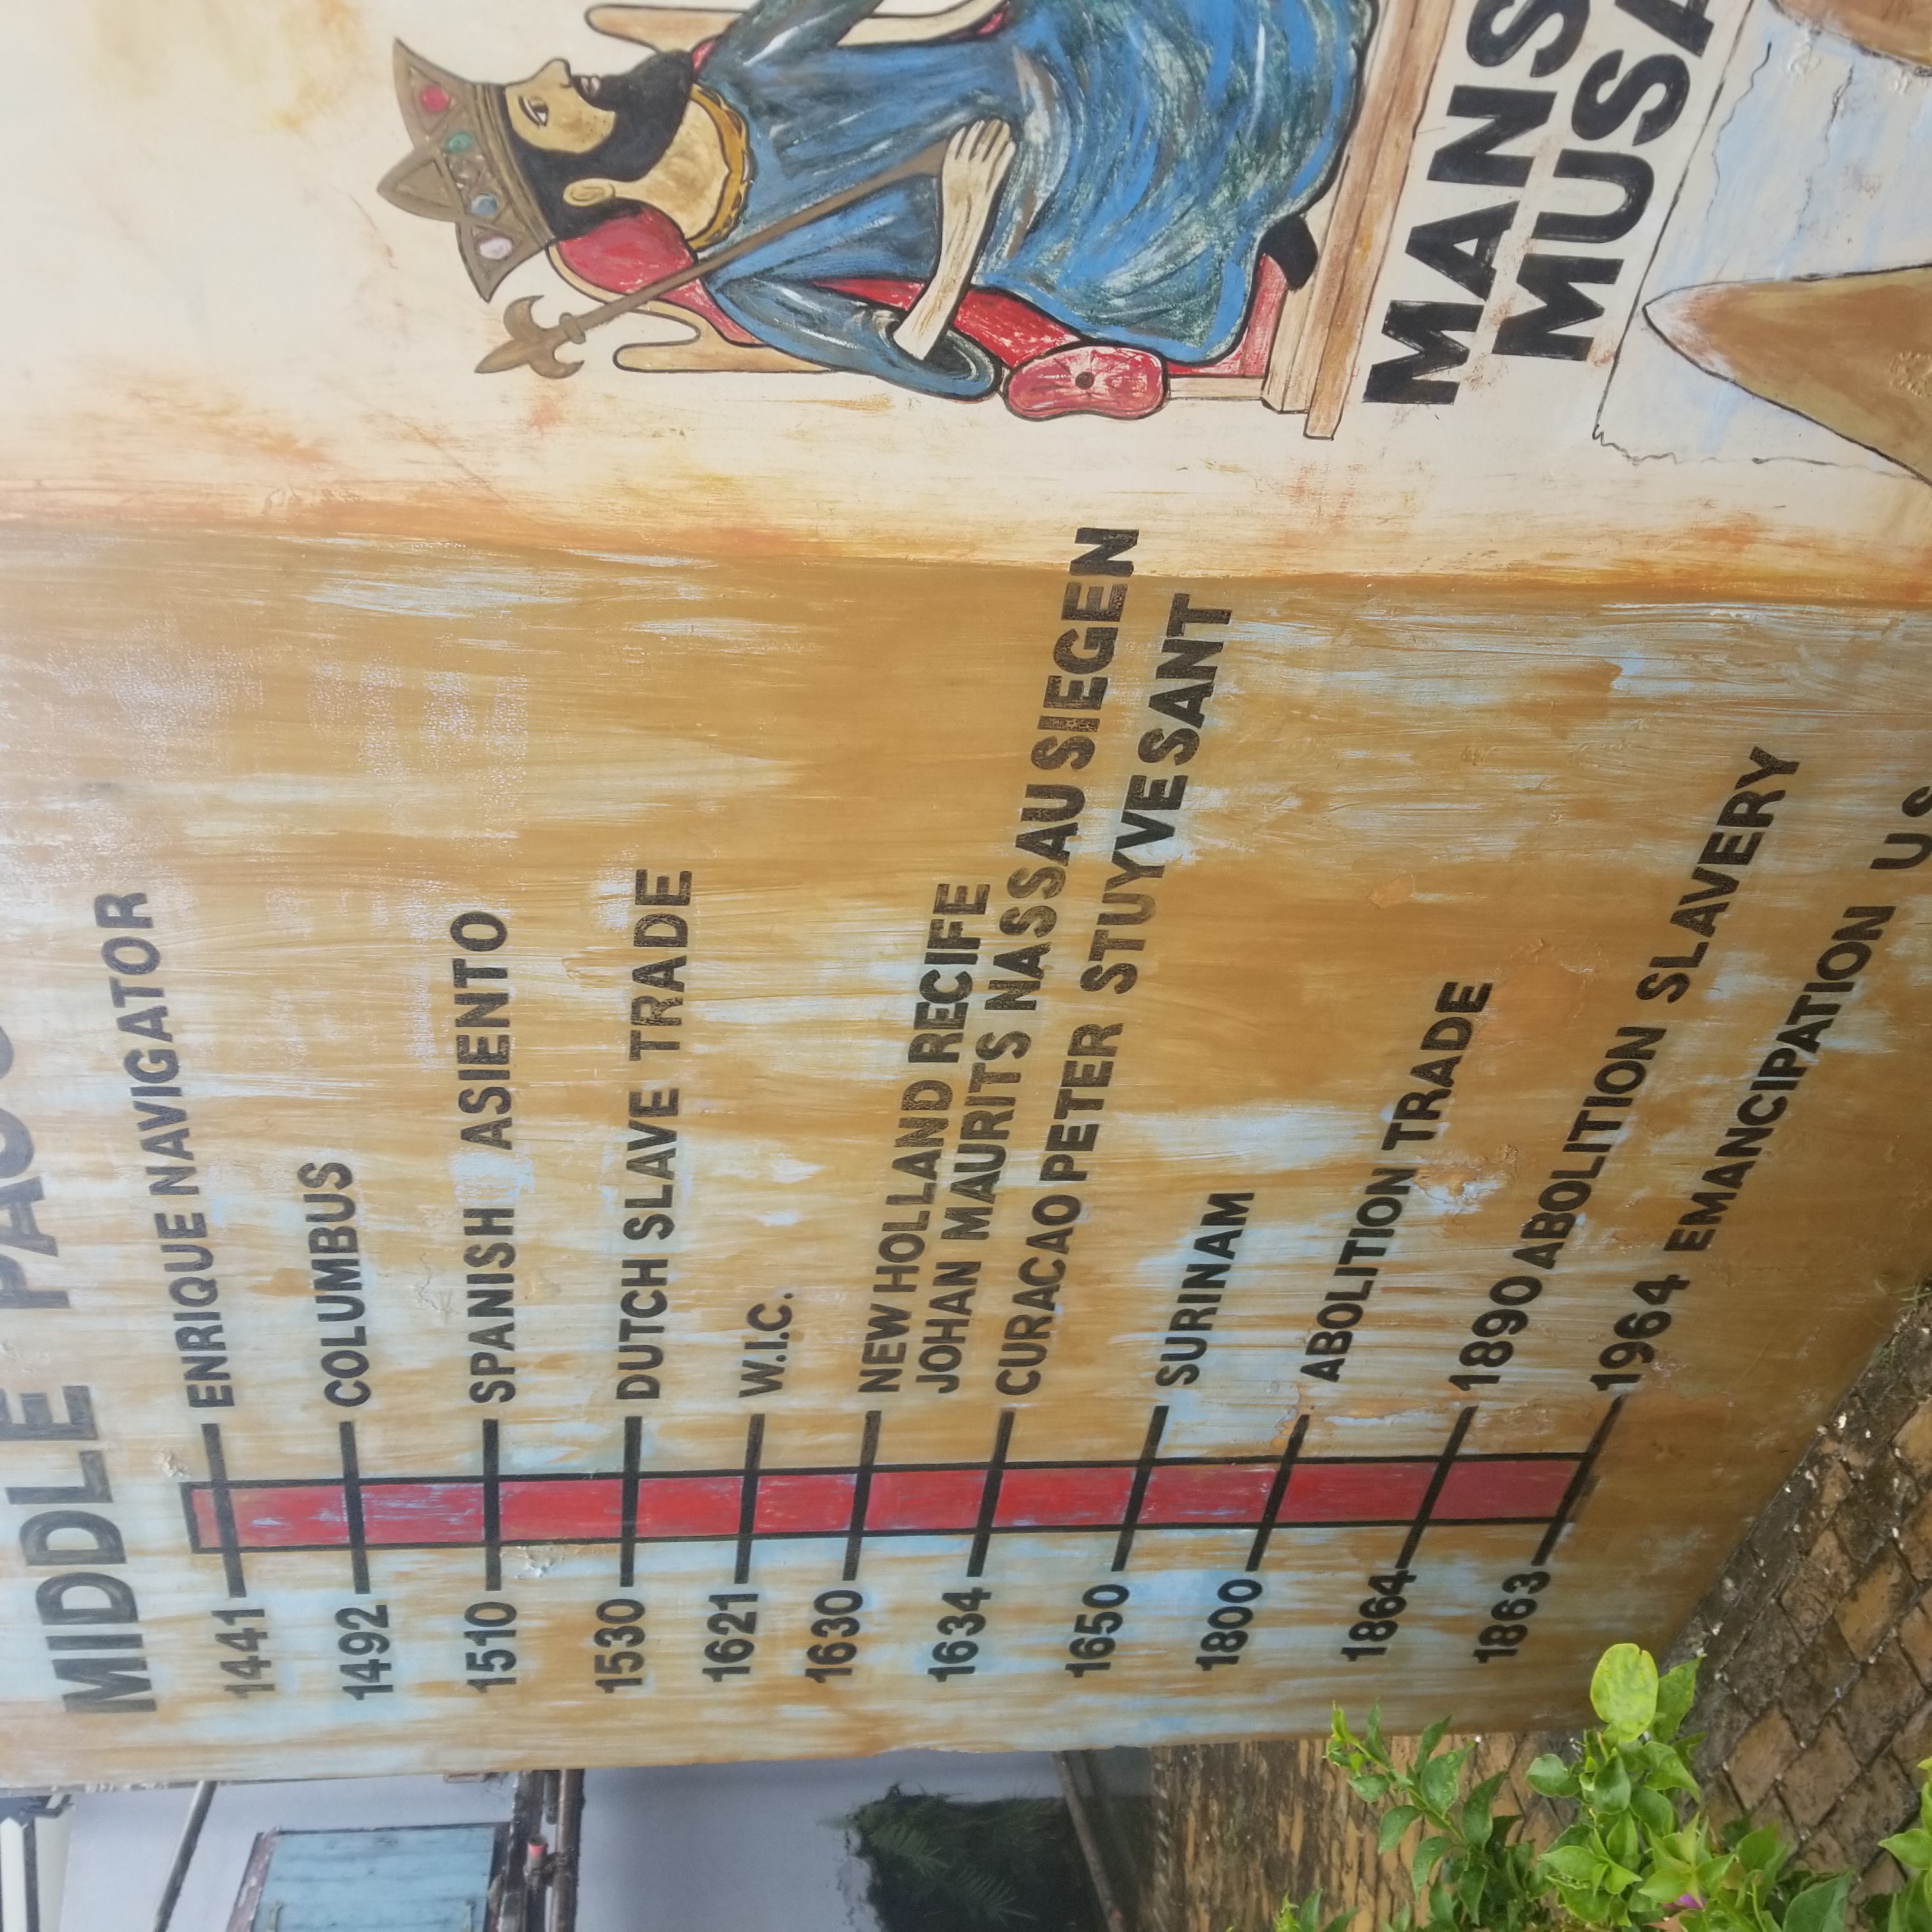 MIDDLE
1441 ENRIQUE NAVIGATOR
1492 COLUMBUS
1510 SPANISH ASIENTO
1530 DUTCH SLAVE TRADE
1621 W.I.C.
1630 NEW HOLLAND RECIFE
JOHAN MAURITS NASSAU SIEGEN
1634 CURACAO PETER STUYVESANT
1650 SURINAM
1800 ABOLITION TRADE
1864 1890 ABOLITION SLAVERY
1863 1964 EMANCIPATION
MUSA